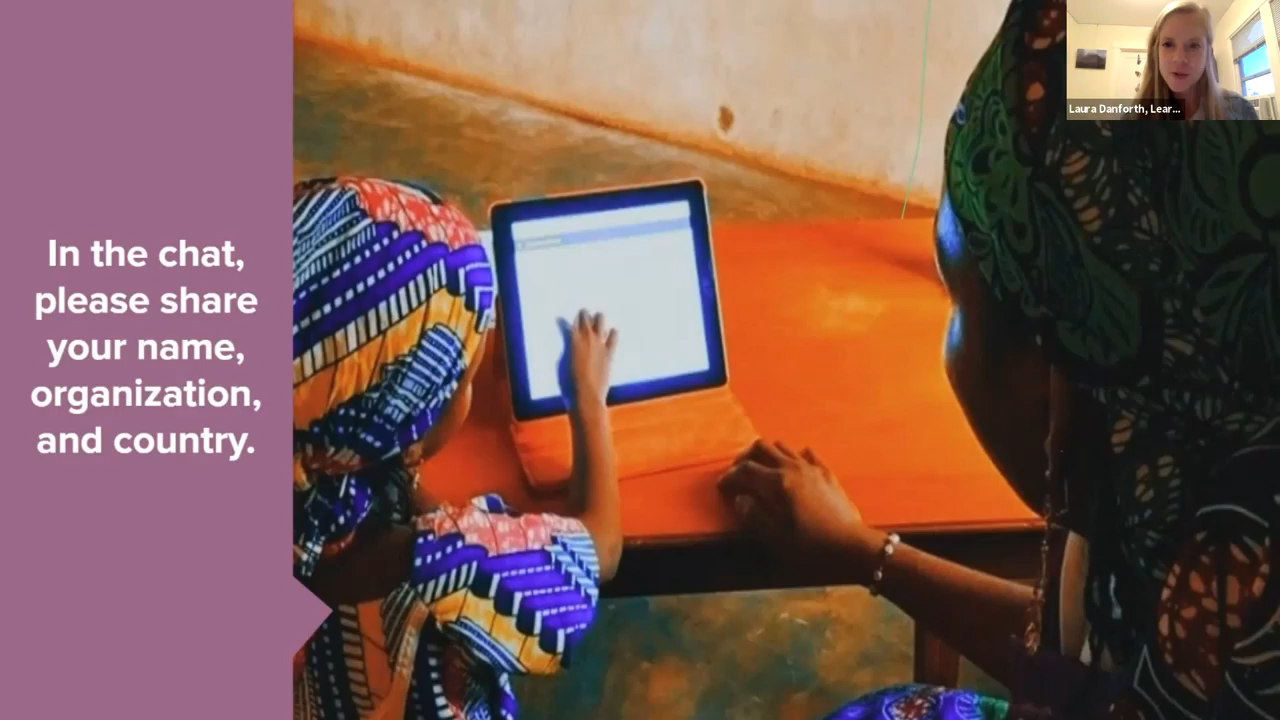 In the chat,
please share
your name,
organization,
and country.
Laura Danforth, Lear...